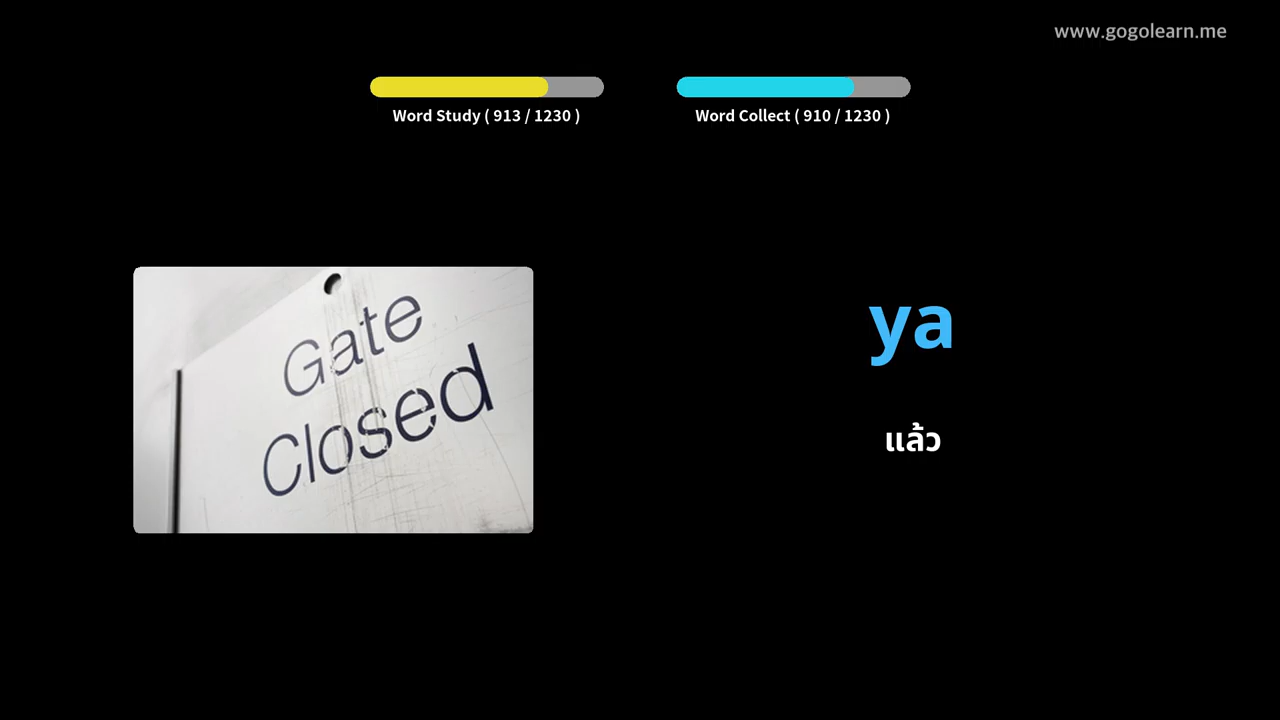 www.gogolearn.me
Word Study ( 913 / 1230 )
Word Collect ( 910 / 1230 )
Gate
Closed
ya
แล้ว